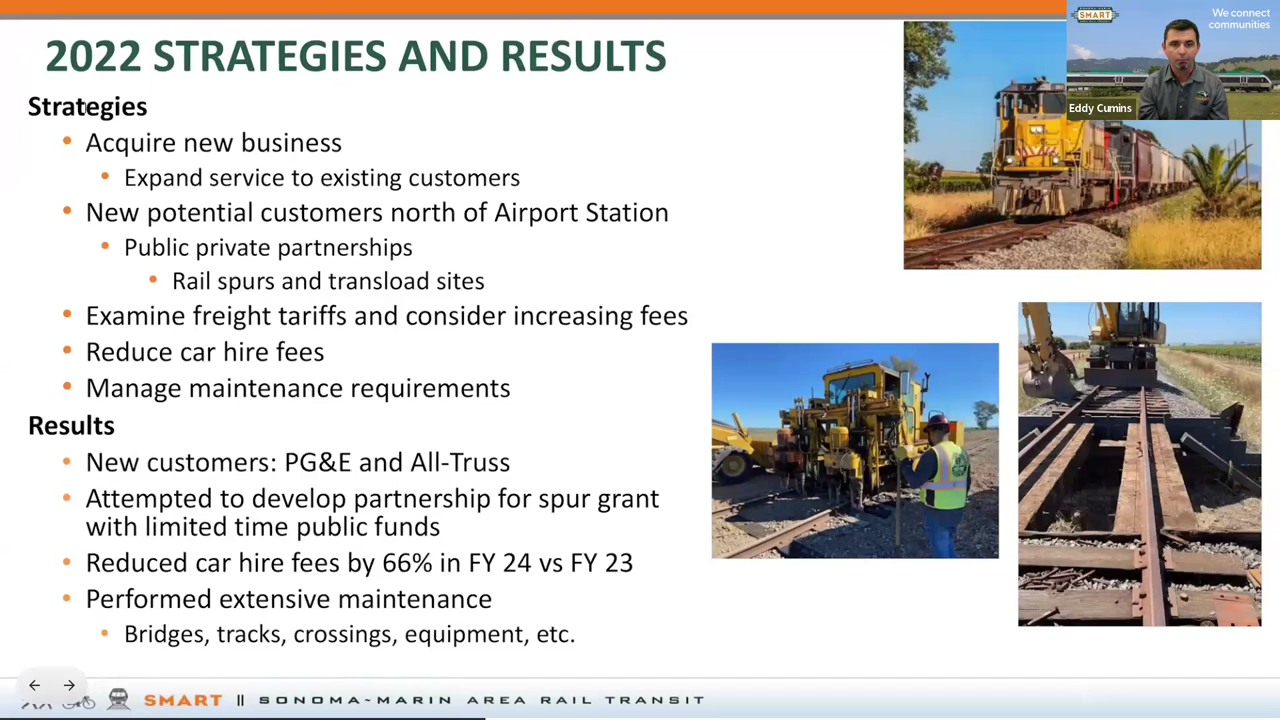 2022 STRATEGIES AND RESULTS
Strategies
• Acquire new business
• Expand service to existing customers
• New potential customers north of Airport Station
• Public private partnerships
• Rail spurs and transload sites
• Examine freight tariffs and consider increasing fees
• Reduce car hire fees
• Manage maintenance requirements
Results
• New customers: PG&E and All-Truss
• Attempted to develop partnership for spur grant
with limited time public funds
• Reduced car hire fees by 66% in FY 24 vs FY 23
• Performed extensive maintenance
• Bridges, tracks, crossings, equipment, etc.
SMART
We connect
communities
Eddy Cumins
SMART || SONOMA-MARIN AREA RAIL TRANSIT